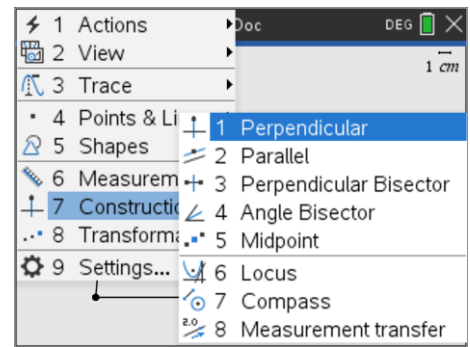 1 Actions
Doc DEG
2 View
1 cm
3 Trace
4 Points & Li
1 Perpendicular
5 Shapes
2 Parallel
6 Measurem
3 Perpendicular Bisector
7 Constructio
4 Angle Bisector
8 Transforma
5 Midpoint
9 Settings...
6 Locus
7 Compass
2.0
8 Measurement transfer